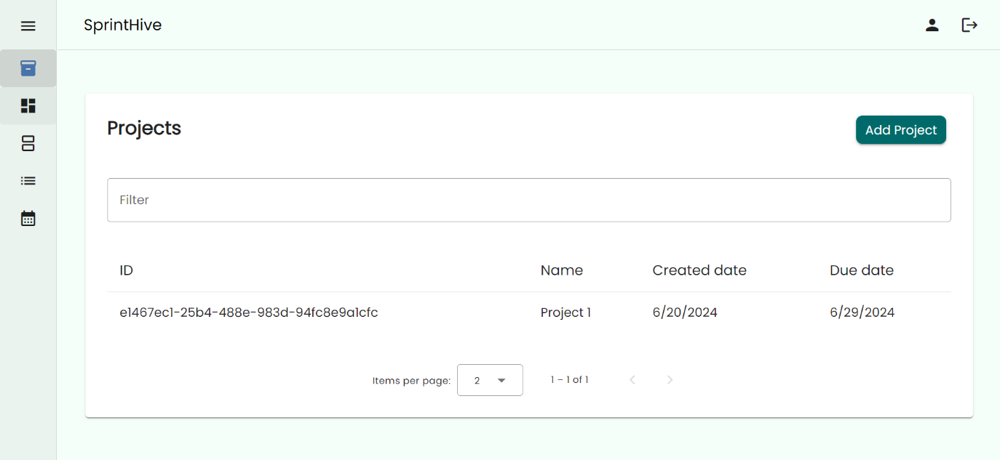 SprintHive
Projects
Add Project
Filter
ID Name Created date Due date
e1467ec1-25b4-488e-983d-94fc8e9a1cfc Project 1 6/20/2024 6/29/2024
Items per page: 2 1 – 1 of 1